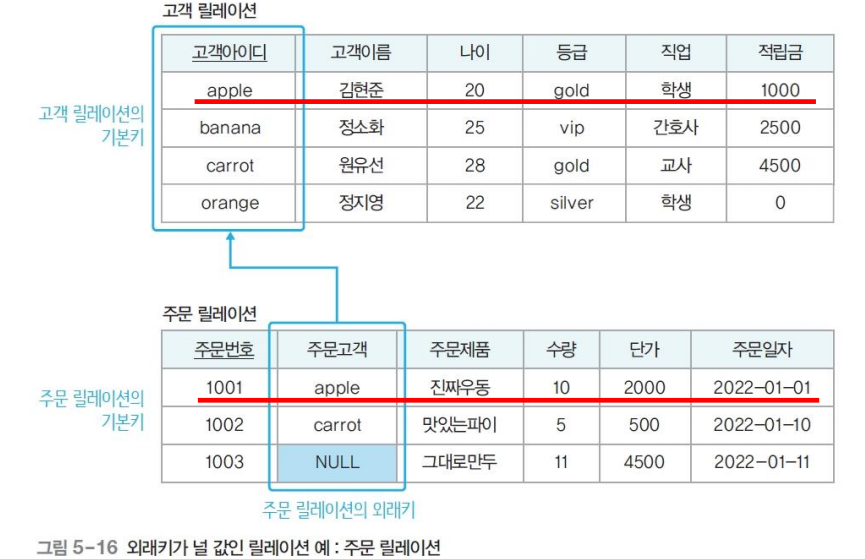 고객 릴레이션
고객아이디 고객이름 나이 등급 직업 적립금
apple 김현준 20 gold 학생 1000
고객 릴레이션의
기본키
banana 정소화 25 vip 간호사 2500
carrot 원유선 28 gold 교사 4500
orange 정지영 22 silver 학생 0
주문 릴레이션
주문번호 주문고객 주문제품 수량 단가 주문일자
1001 apple 진짜우동 10 2000 2022-01-01
주문 릴레이션의
기본키
1002 carrot 맛있는파이 5 500 2022-01-10
1003 NULL 그대로만두 11 4500 2022-01-11
주문 릴레이션의 외래키
그림 5-16 외래키가 널 값인 릴레이션 예 : 주문 릴레이션